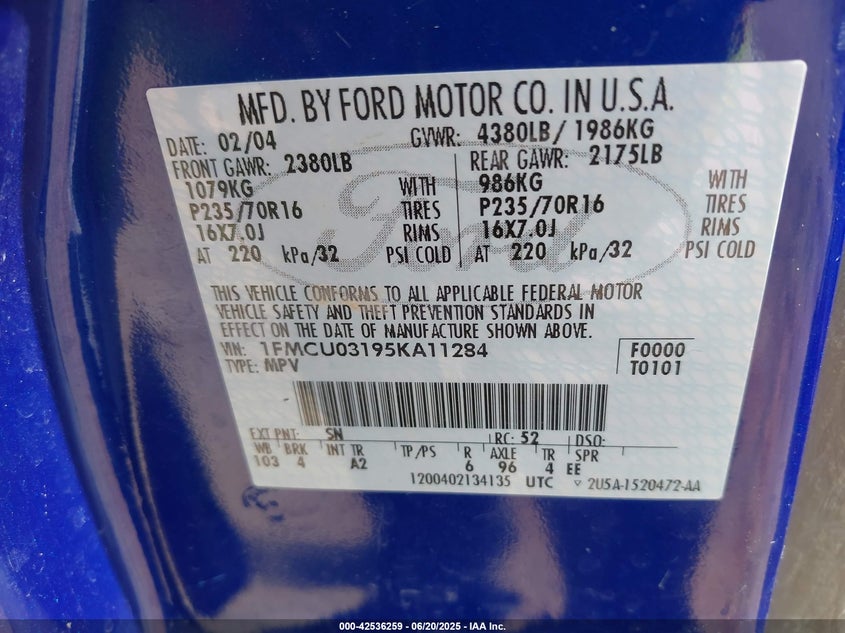 MFD. BY FORD MOTOR CO. IN U.S.A.
DATE: 02/04 GVWR: 4380LB/ 1986KG
FRONT GAWR: 2380LB REAR GAWR: 2175LB
1079KG WITH 986KG WITH
P235/70R16 TIRES P235/70R16 TIRES
16X7.0J RIMS 16X7.0J RIMS
AT 220 kPa/32 PSI COLD AT 220 kPa/32 PSI COLD
Ford
THIS VEHICLE CONFORMS TO ALL APPLICABLE FEDERAL MOTOR
VEHICLE SAFETY AND THEFT PREVENTION STANDARDS IN
EFFECT ON THE DATE OF MANUFACTURE SHOWN ABOVE.
VIN: 1FMCU03195KA11284 F0000
TYPE: MPV T0101
EXT PNT: SN RC: 52 DSO:
WB BRK INT TR TP/PS R AXLE TR SPR
103 4 A2 6 96 4 EE
1200402134135 UTC ▽ 2U5A-1520472-AA
000-42536259 - 06/20/2025 - IAA Inc.